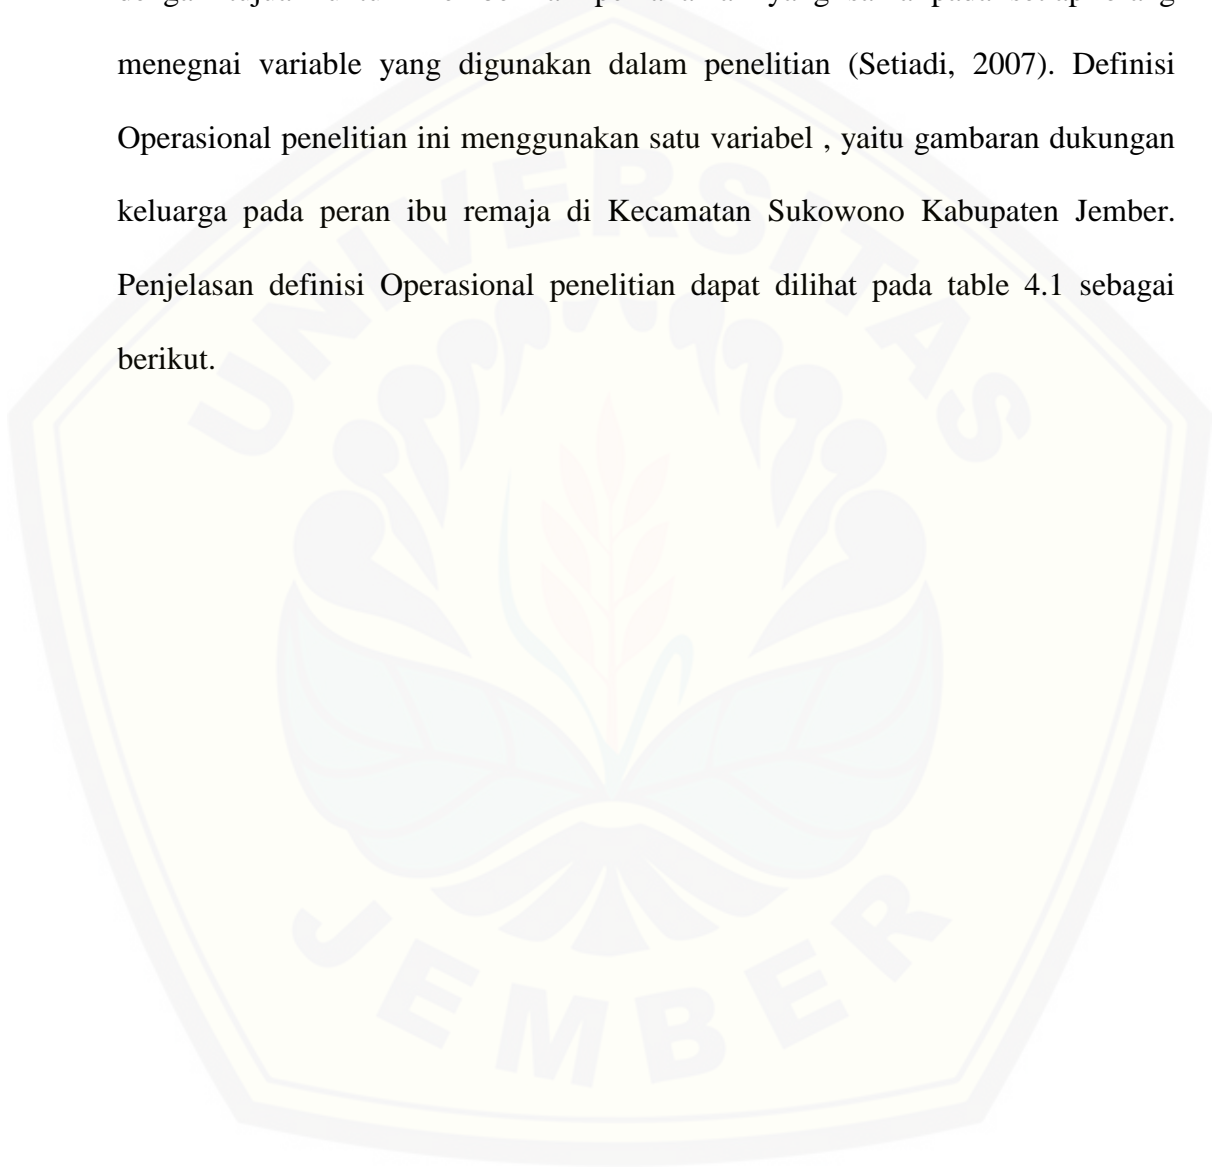 menegnai variable yang digunakan dalam penelitian (Setiadi, 2007). Definisi
Operasional penelitian ini menggunakan satu variabel , yaitu gambaran dukungan
keluarga pada peran ibu remaja di Kecamatan Sukowono Kabupaten Jember.
Penjelasan definisi Operasional penelitian dapat dilihat pada table 4.1 sebagai
berikut.
UNIVERSITAS
JEMBER